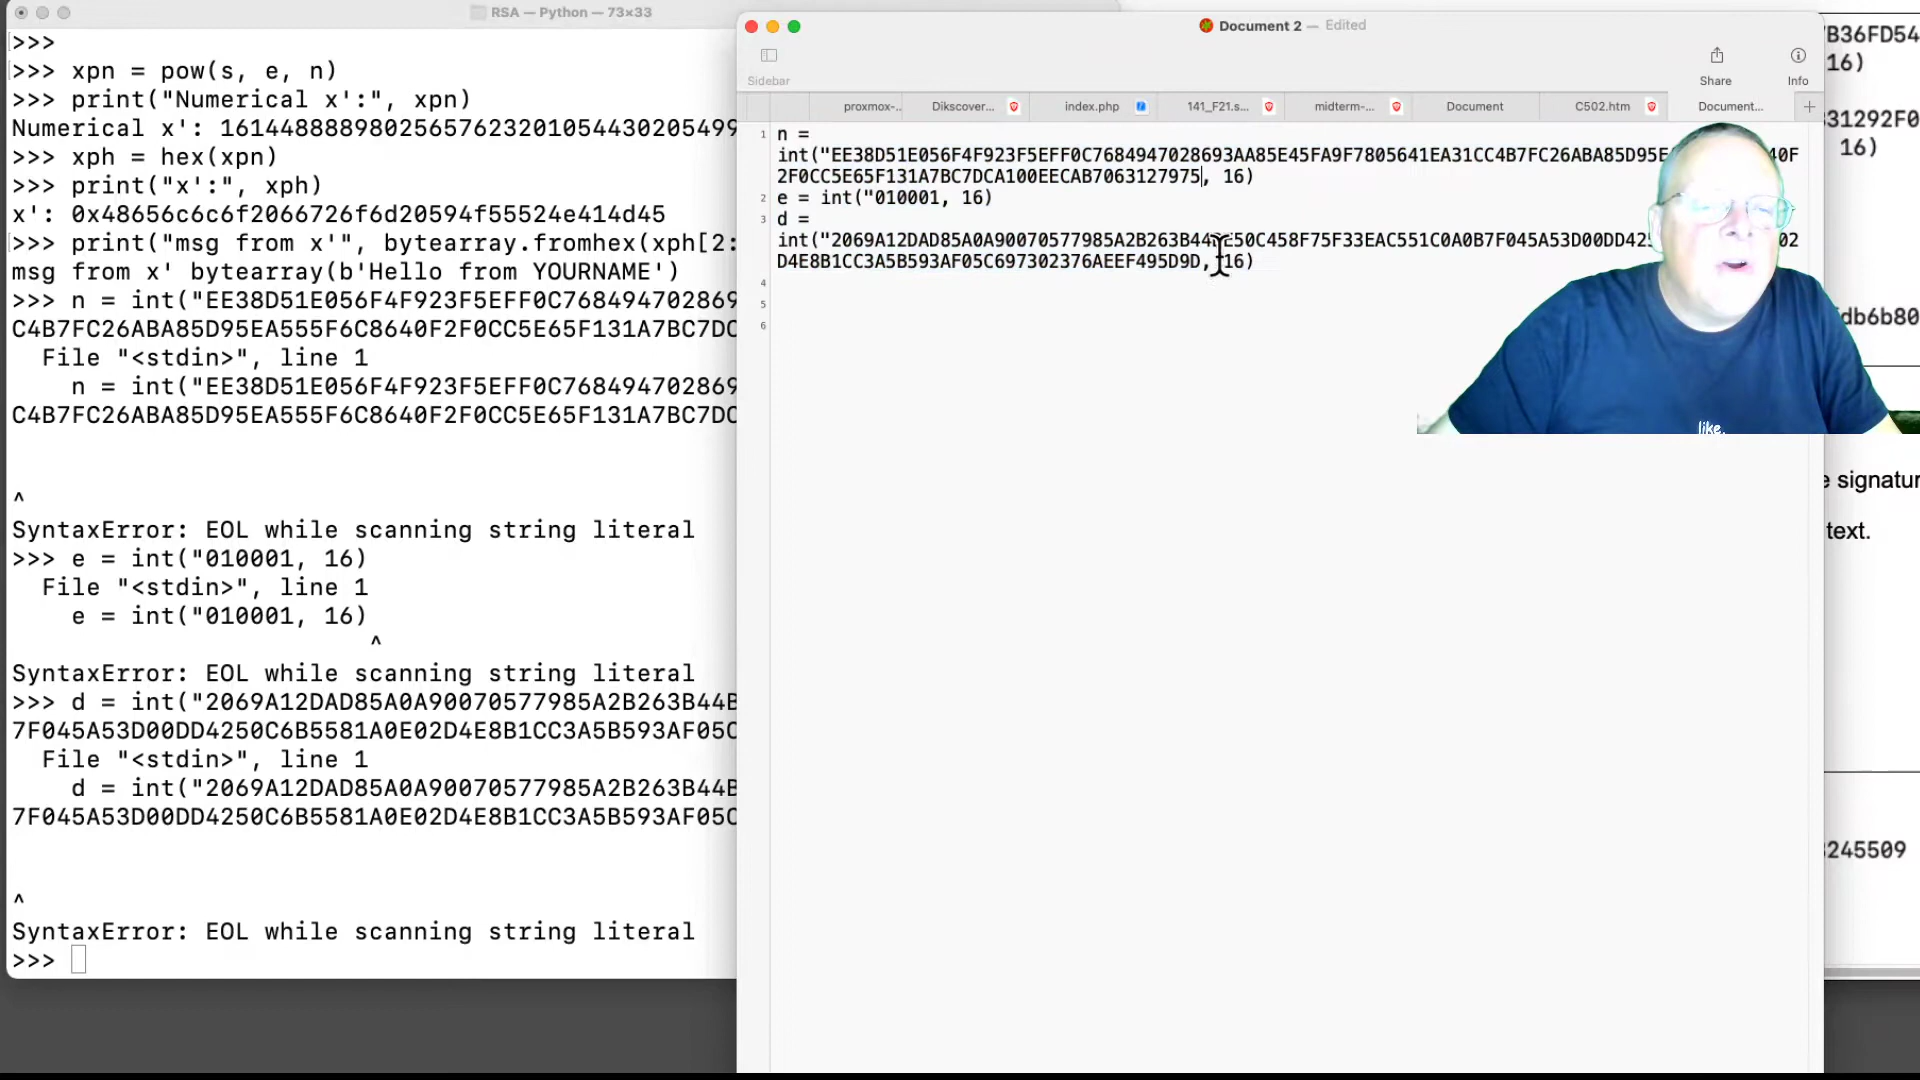 RSA — Python — 73×33
>>>
>>> xpn = pow(s, e, n)
>>> print("Numerical x':", xpn)
Numerical x': 16144888898025657623201054430205499
>>> xph = hex(xpn)
>>> print("x':", xph)
x': 0x48656c6c6f2066726f6d20594f55524e414d45
>>> print("msg from x'", bytearray.fromhex(xph[2:
msg from x' bytearray(b'Hello from YOURNAME')
>>> n = int("EE38D51E056F4F923F5EFF0C768494702869
C4B7FC26ABA85D95EA555F6C8640F2F0CC5E65F131A7BC7DC
File "<stdin>", line 1
n = int("EE38D51E056F4F923F5EFF0C768494702869
C4B7FC26ABA85D95EA555F6C8640F2F0CC5E65F131A7BC7DC
^
SyntaxError: EOL while scanning string literal
>>> e = int("010001, 16)
File "<stdin>", line 1
e = int("010001, 16)
^
SyntaxError: EOL while scanning string literal
>>> d = int("2069A12DAD85A0A90070577985A2B263B44B
7F045A53D00DD4250C6B5581A0E02D4E8B1CC3A5B593AF05C
File "<stdin>", line 1
d = int("2069A12DAD85A0A90070577985A2B263B44B
7F045A53D00DD4250C6B5581A0E02D4E8B1CC3A5B593AF05C
^
SyntaxError: EOL while scanning string literal
>>>
Document 2 — Edited
Sidebar
Share
Info
proxmox-.. Dikscover... index.php 141_F21.s... midterm-... Document C502.htm Document...
1 n =
int("EE38D51E056F4F923F5EFF0C7684947028693AA85E45FA9F7805641EA31CC4B7FC26ABA85D95E 40F
2F0CC5E65F131A7BC7DCA100EECAB7063127975, 16)
2 e = int("010001, 16)
3 d =
int("2069A12DAD85A0A90070577985A2B263B44 E50C458F75F33EAC551C0A0B7F045A53D00DD425 02
D4E8B1CC3A5B593AF05C697302376AEEF495D9D, 16)
4
5
6
like.
B36FD54
16)
31292F0
16)
db6b80
e signatur
text.
245509